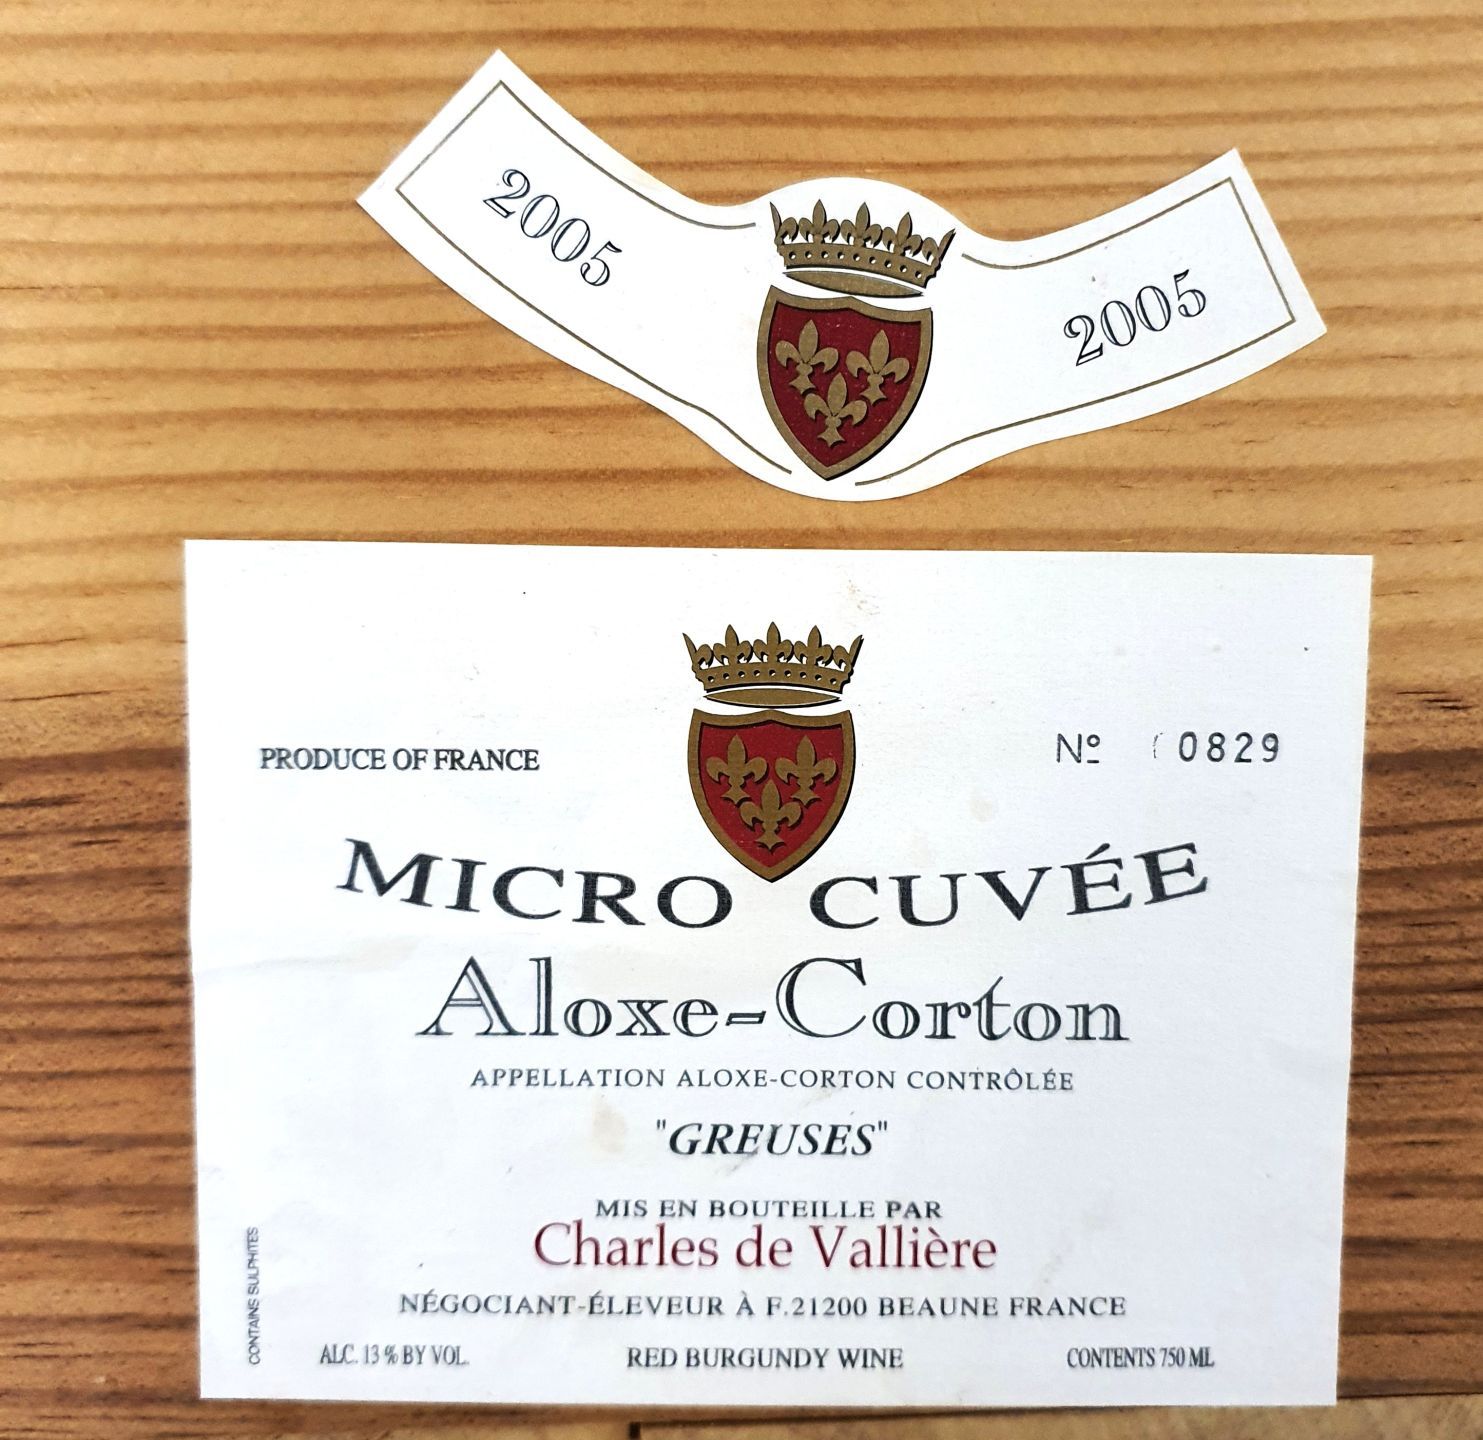 2005
2005
PRODUCE OF FRANCE
Nº 0829
MICRO CUVÉE
Aloxe-Corton
APPELLATION ALOXE-CORTON CONTRÔLÉE
"GREUSES"
MIS EN BOUTEILLE PAR
Charles de Vallière
NÉGOCIANT-ÉLEVEUR À F.21200 BEAUNE FRANCE
CONTAINS SULPHITES
ALC. 13 % BY VOL.
RED BURGUNDY WINE
CONTENTS 750 ML